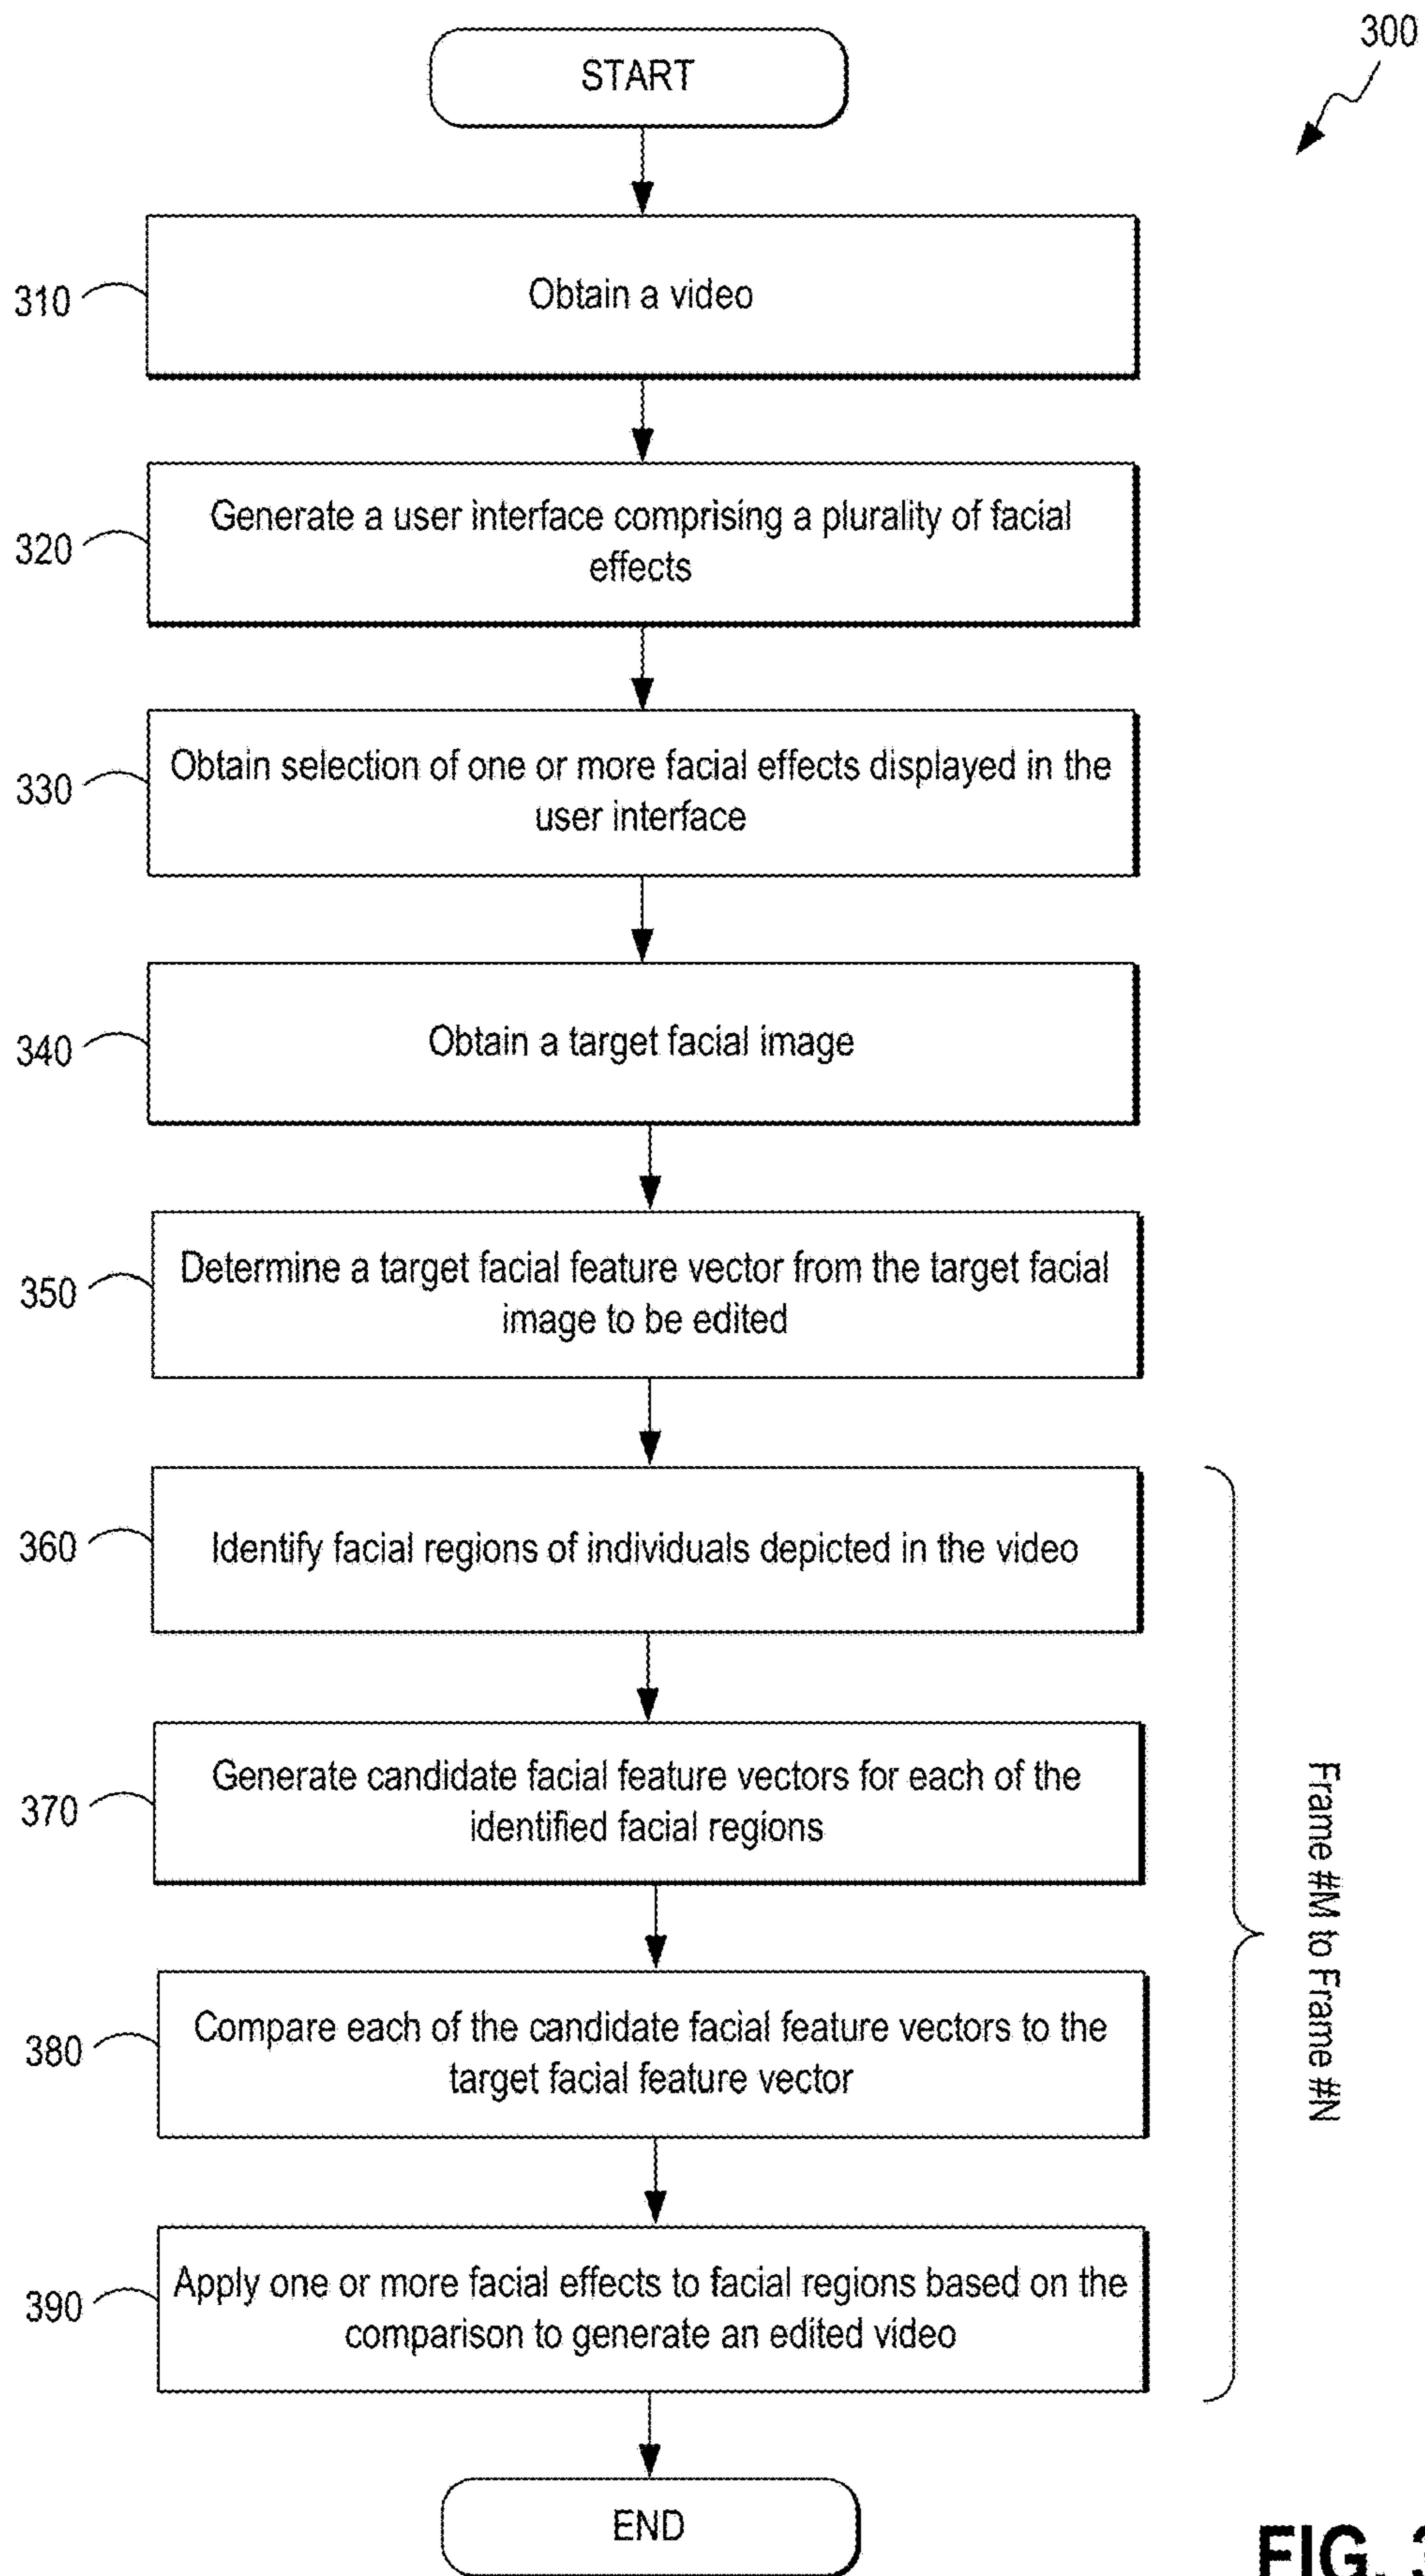 300
START
310
Obtain a video
320
Generate a user interface comprising a plurality of facial
effects
330
Obtain selection of one or more facial effects displayed in the
user interface
340
Obtain a target facial image
350
Determine a target facial feature vector from the target facial
image to be edited
360
Identify facial regions of individuals depicted in the video
370
Generate candidate facial feature vectors for each of the
identified facial regions
Frame #M to Frame #N
380
Compare each of the candidate facial feature vectors to the
target facial feature vector
390
Apply one or more facial effects to facial regions based on the
comparison to generate an edited video
END
FIG. 3